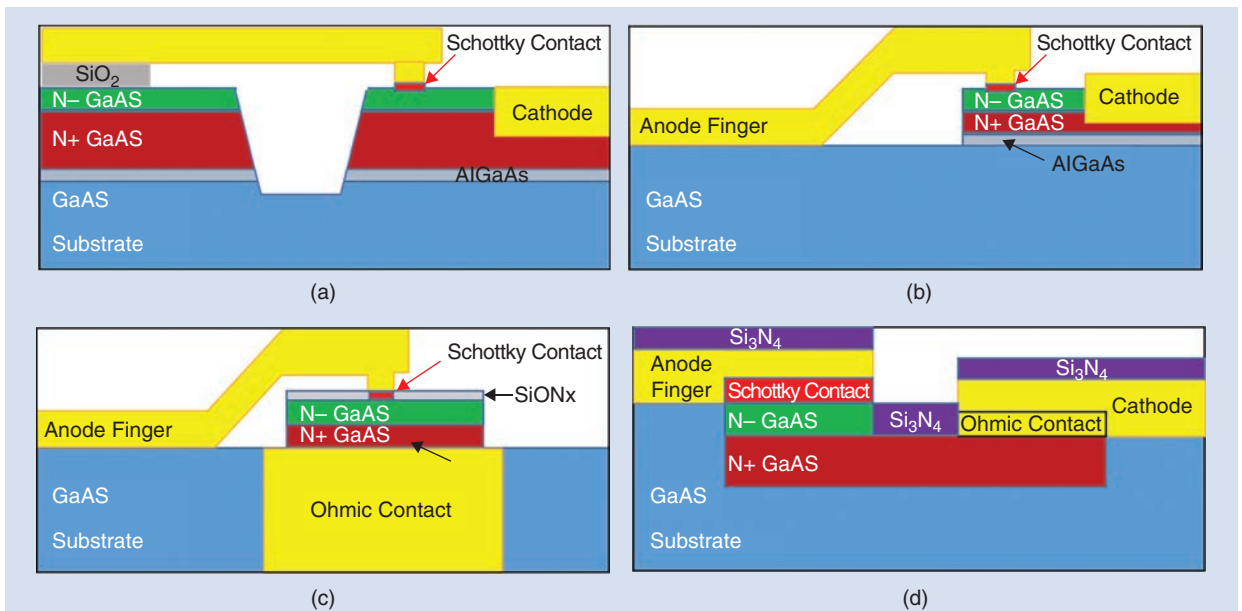 Schottky Contact
SiO2
N– GaAS
N+ GaAS
Cathode
AlGaAs
GaAS
Substrate
(a)
Schottky Contact
N– GaAS
Cathode
Anode Finger
N+ GaAS
AlGaAs
GaAS
Substrate
(b)
Schottky Contact
SiONx
N– GaAS
Anode Finger
N+ GaAS
GaAS
Ohmic Contact
Substrate
(c)
Si3N4
Anode
Finger
Si3N4
Schottky Contact
Cathode
N– GaAS
Si3N4
Ohmic Contact
N+ GaAS
GaAS
Substrate
(d)